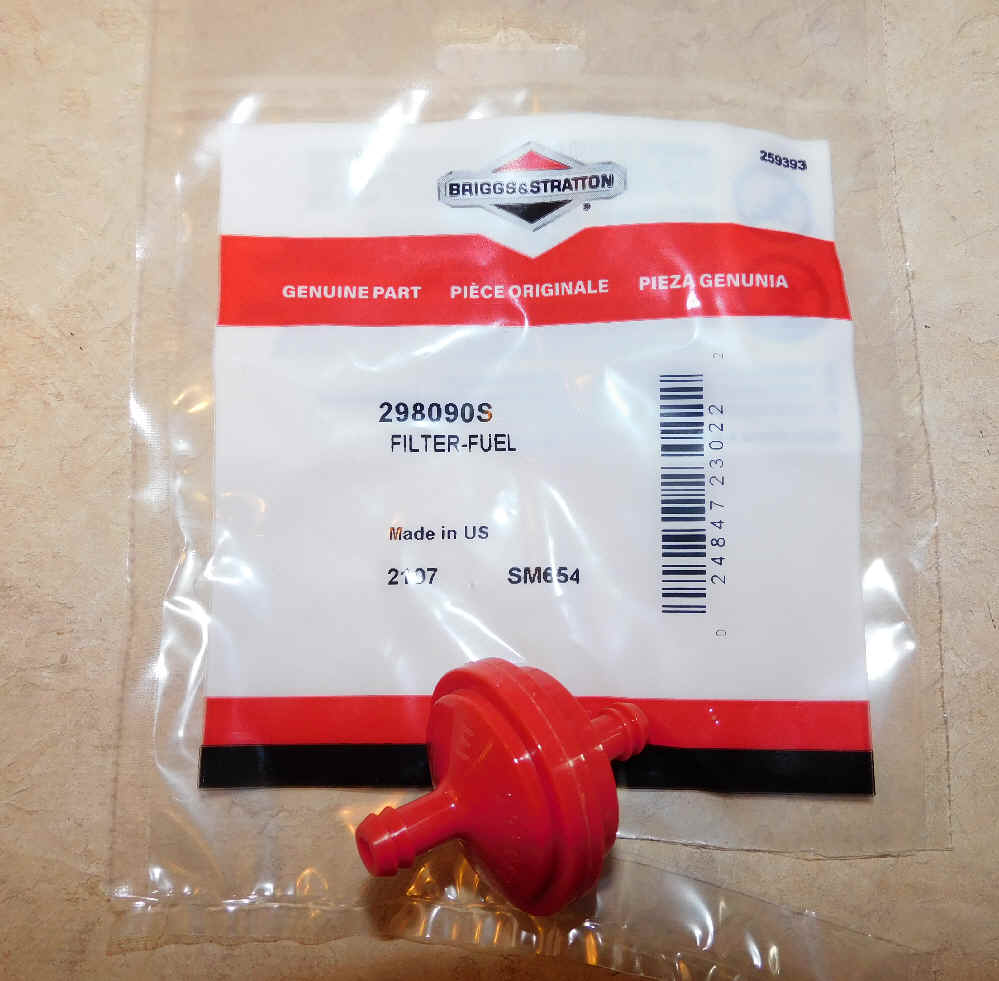 BRIGGS&STRATTON
®
259393
GENUINE PART PIÈCE ORIGINALE PIEZA GENUNIA
298090S
FILTER-FUEL
Made in US
2107 SM654
0 24847 23022 2